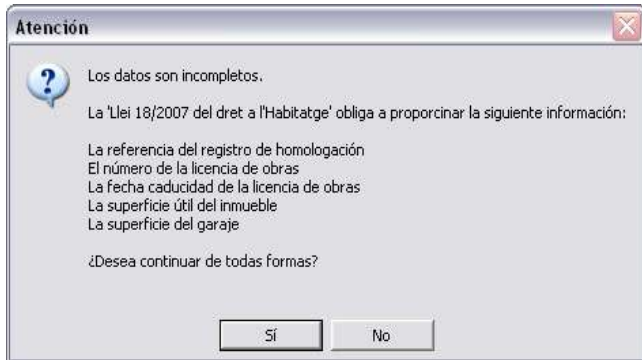 Atención
Los datos son incompletos.
La 'Llei 18/2007 del dret a l'Habitatge' obliga a proporcinar la siguiente información:
La referencia del registro de homologación
El número de la licencia de obras
La fecha caducidad de la licencia de obras
La superficie útil del inmueble
La superficie del garaje
¿Desea continuar de todas formas?
Sí
No